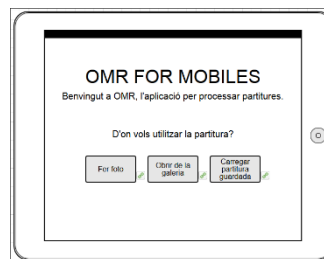 OMR FOR MOBILES
Benvingut a OMR, l'aplicació per processar partitures.
D'on vols utilitzar la partitura?
Fer foto
Obrir de la
galeria
Carregar
partitura
guardada